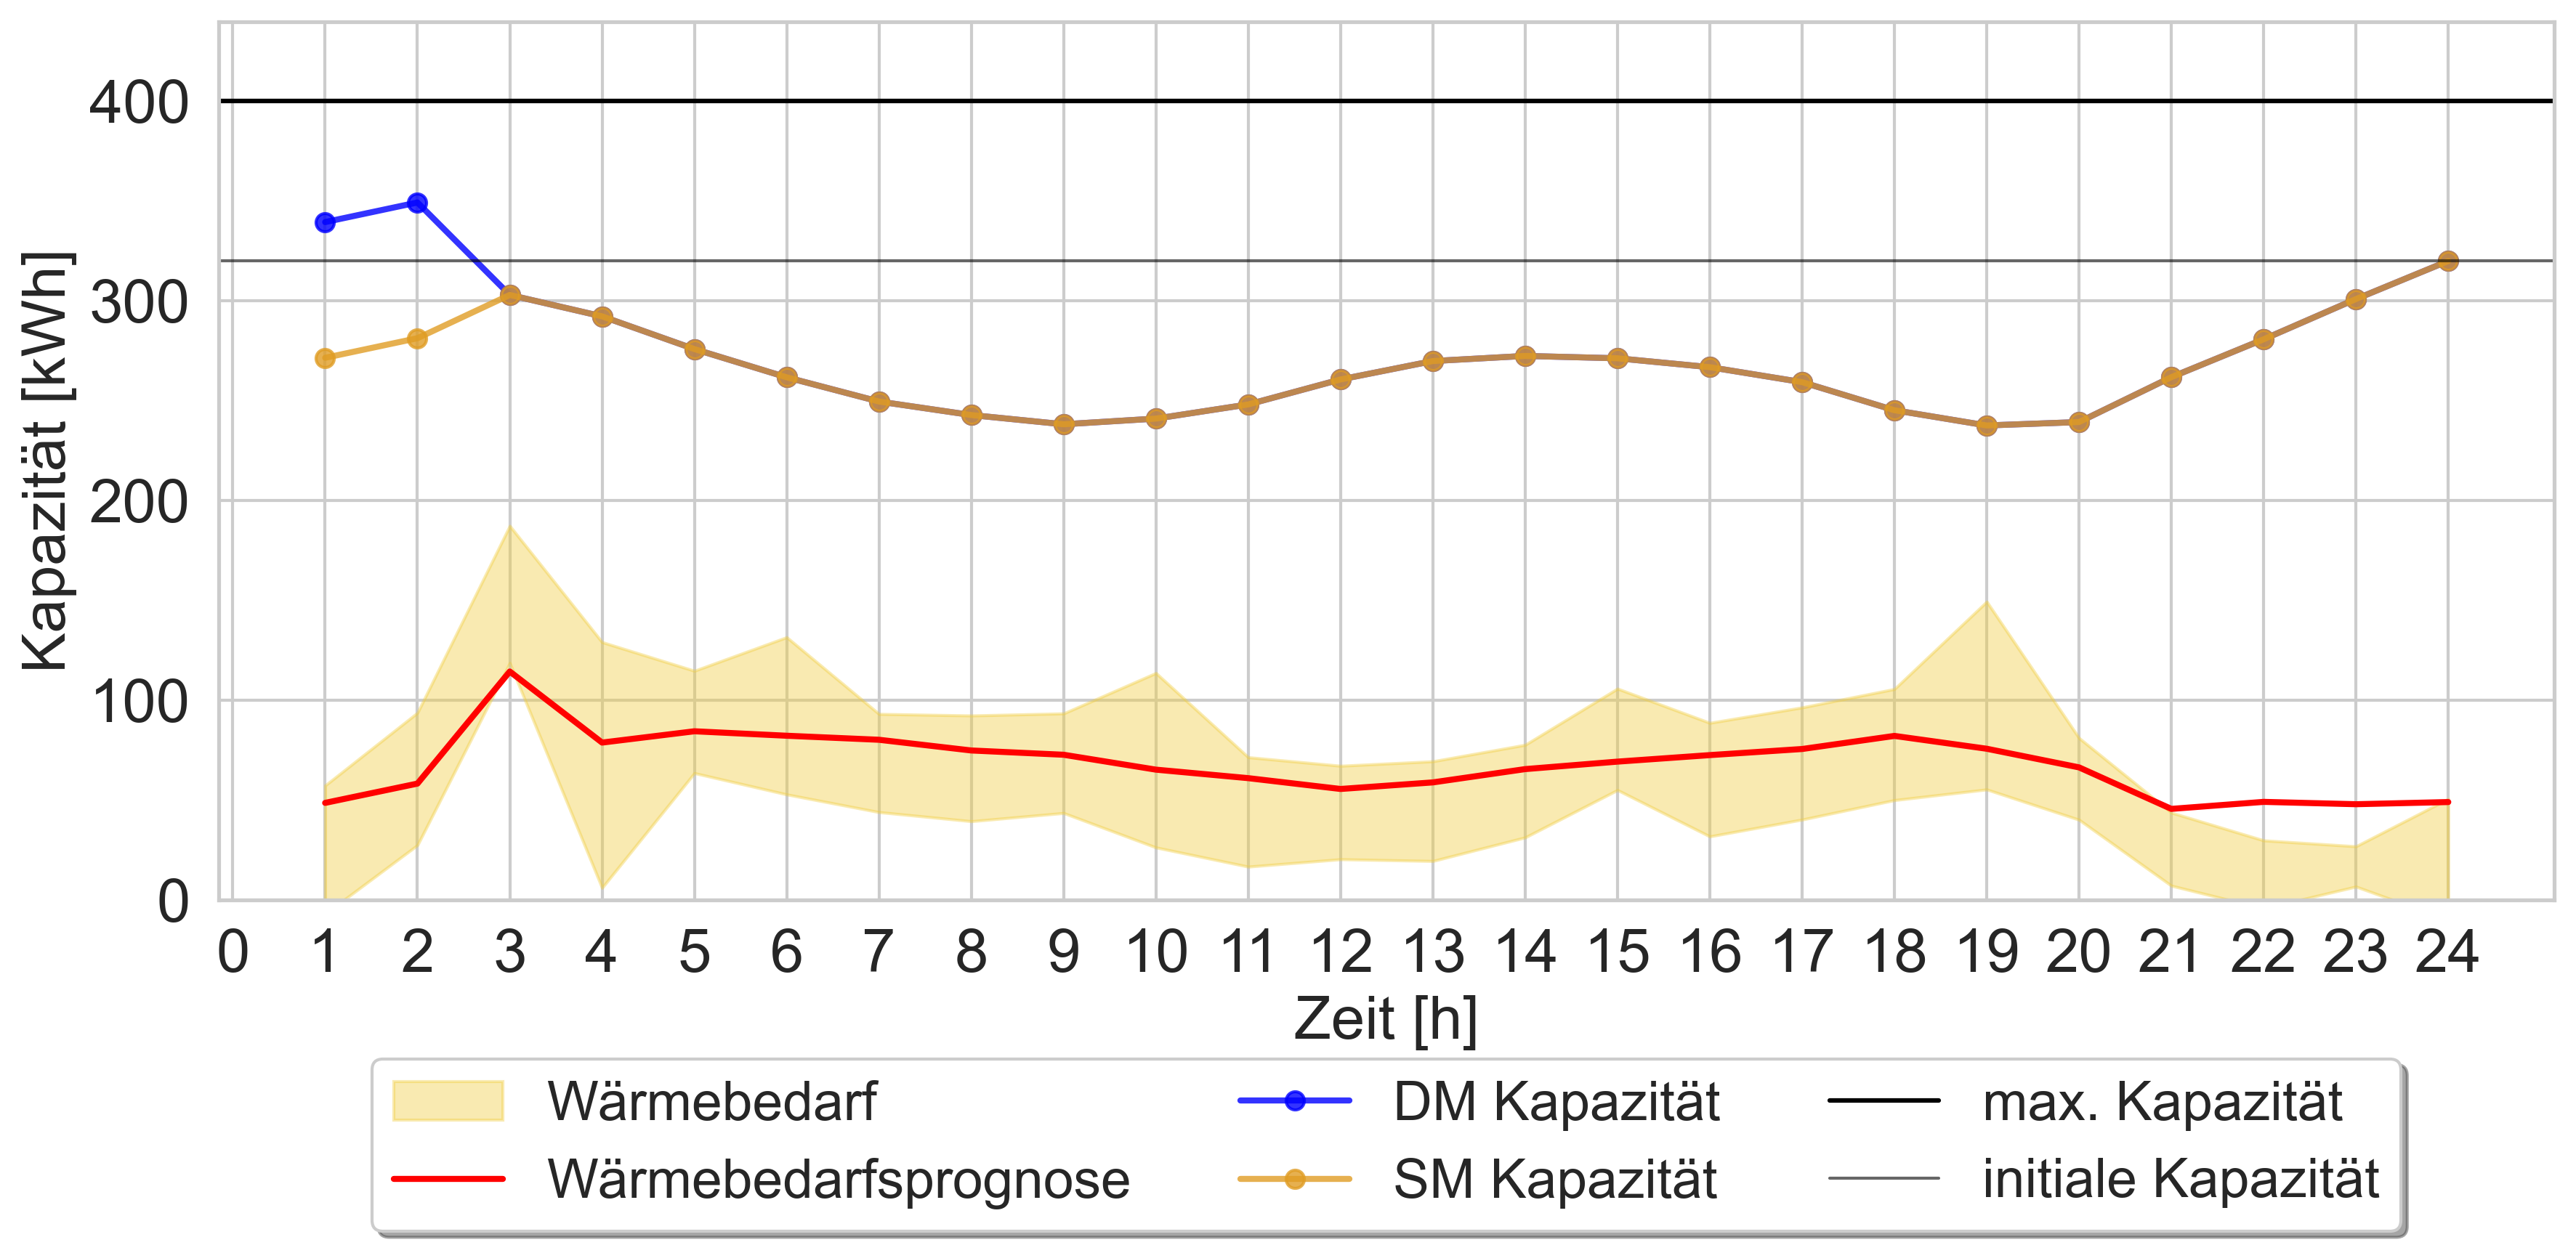 Kapazität [kWh]
400
300
200
100
0
0 1 2 3 4 5 6 7 8 9 10 11 12 13 14 15 16 17 18 19 20 21 22 23 24
Zeit [h]
Wärmebedarf
Wärmebedarfsprognose
DM Kapazität
SM Kapazität
max. Kapazität
initiale Kapazität